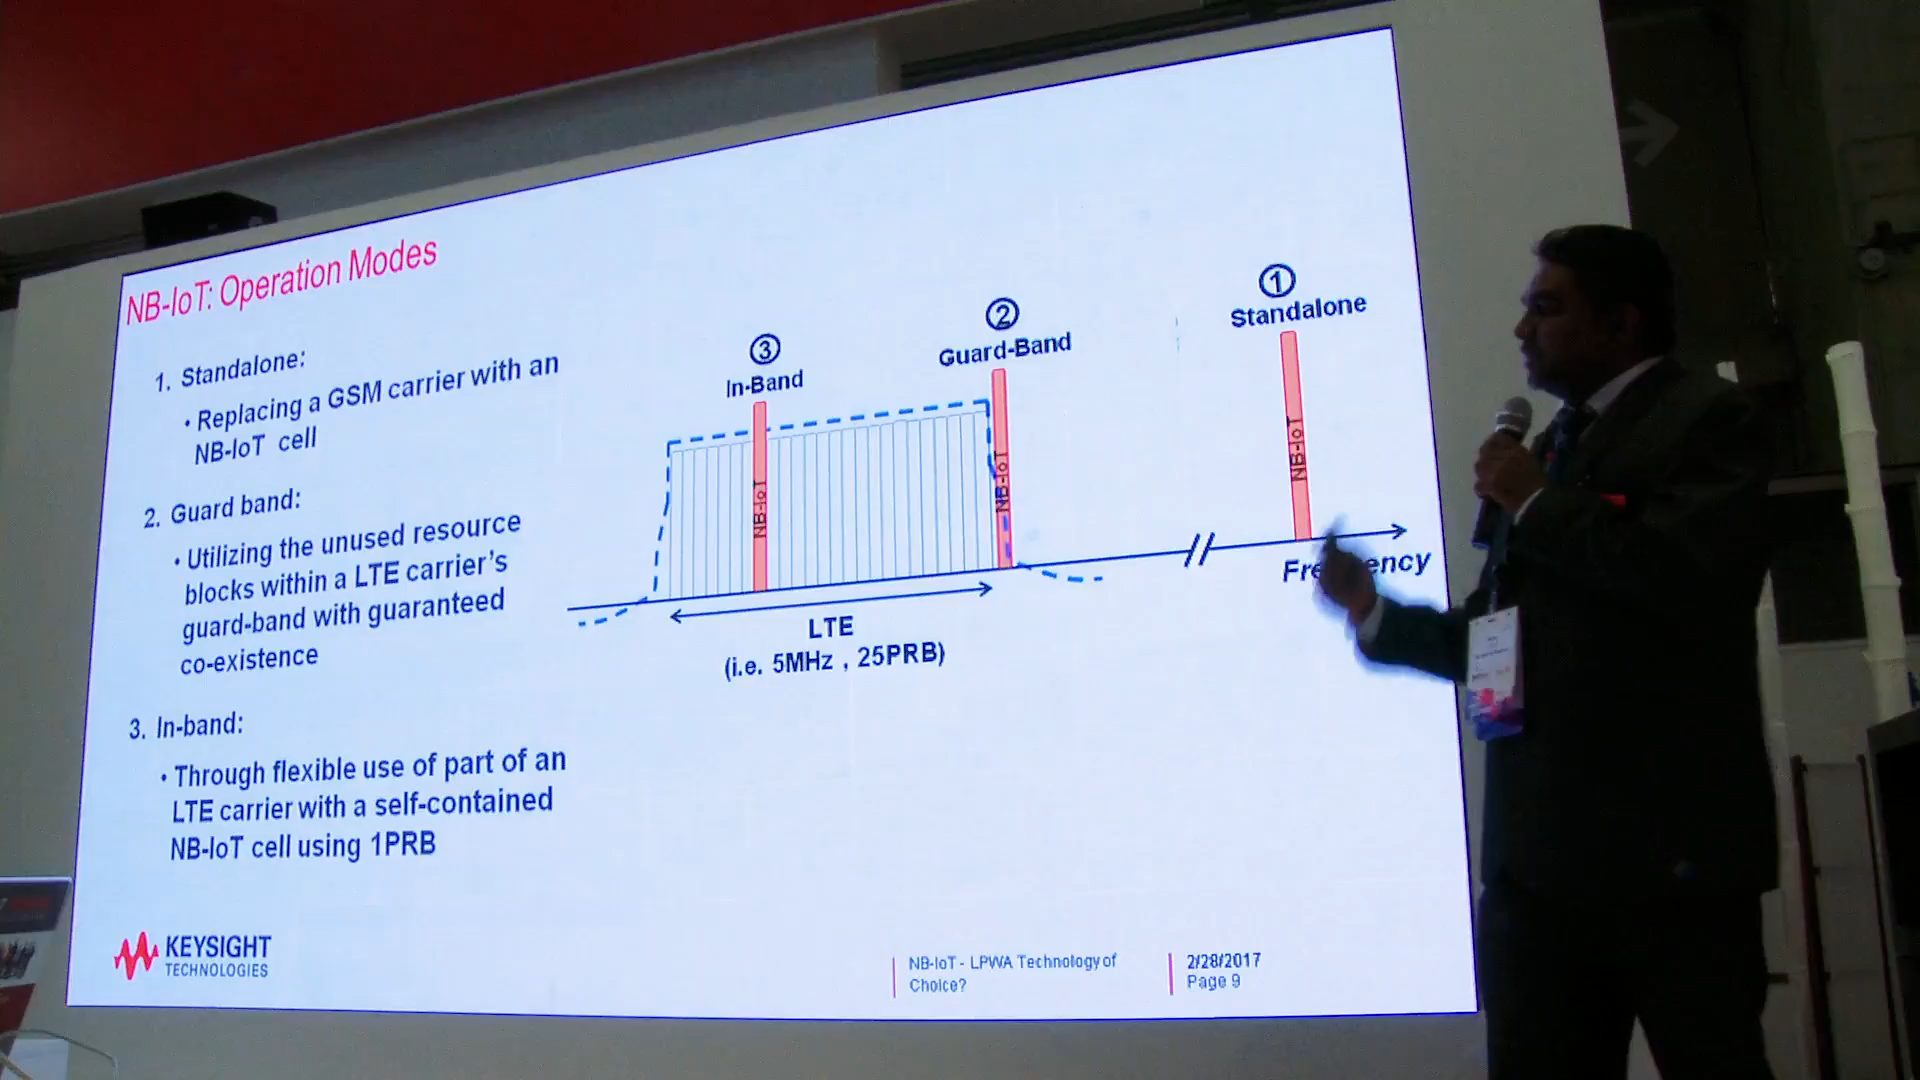 NB-IoT: Operation Modes
1. Standalone:
• Replacing a GSM carrier with an
NB-IoT cell
2. Guard band:
• Utilizing the unused resource
blocks within a LTE carrier's
guard-band with guaranteed
co-existence
3. In-band:
• Through flexible use of part of an
LTE carrier with a self-contained
NB-IoT cell using 1PRB
3
In-Band
NB-IoT
2
Guard-Band
NB-IoT
1
Standalone
NB-IoT
LTE
(i.e. 5MHz , 25PRB)
KEYSIGHT
TECHNOLOGIES
NB-IoT - LPWA Technology of
Choice?
2/28/2017
Page 9